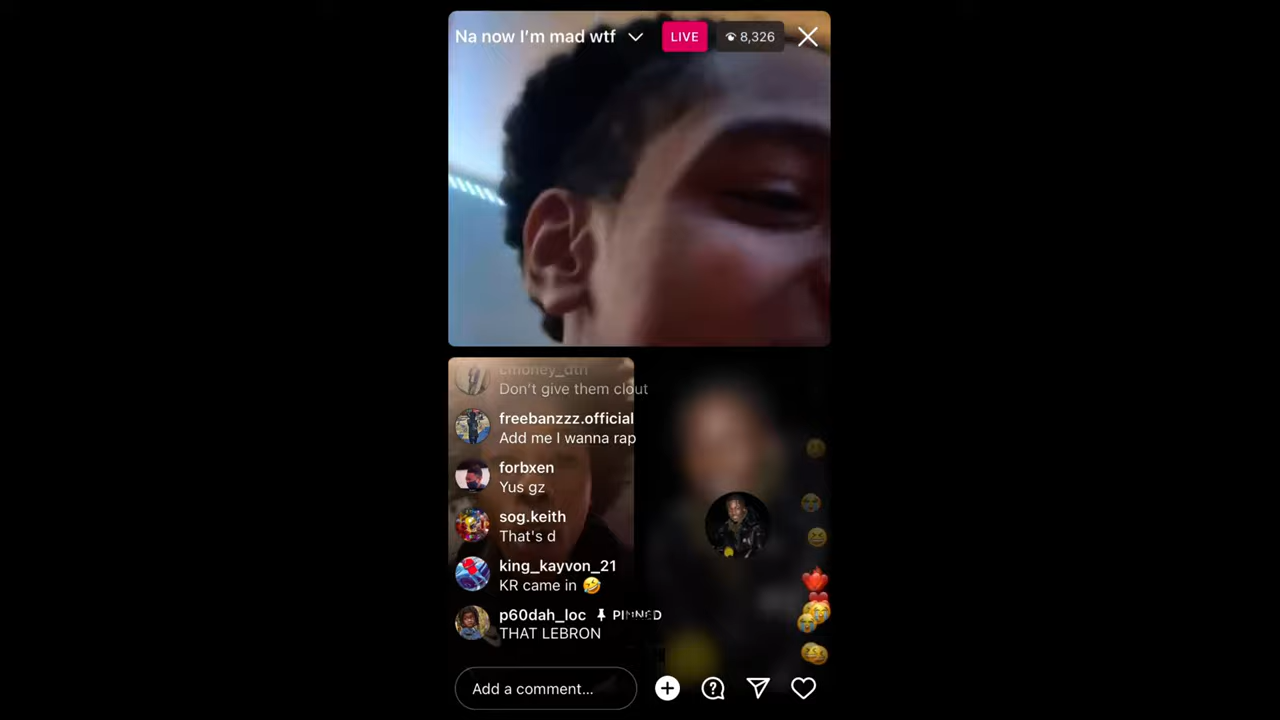 Na now I'm mad wtf
LIVE
8,326
cmoney_dth
Don't give them clout
freebanzzz.official
Add me I wanna rap
forbxen
Yus gz
sog.keith
That's d
king_kayvon_21
KR came in 🤣
p60dah_loc PINNED
THAT LEBRON
Add a comment...